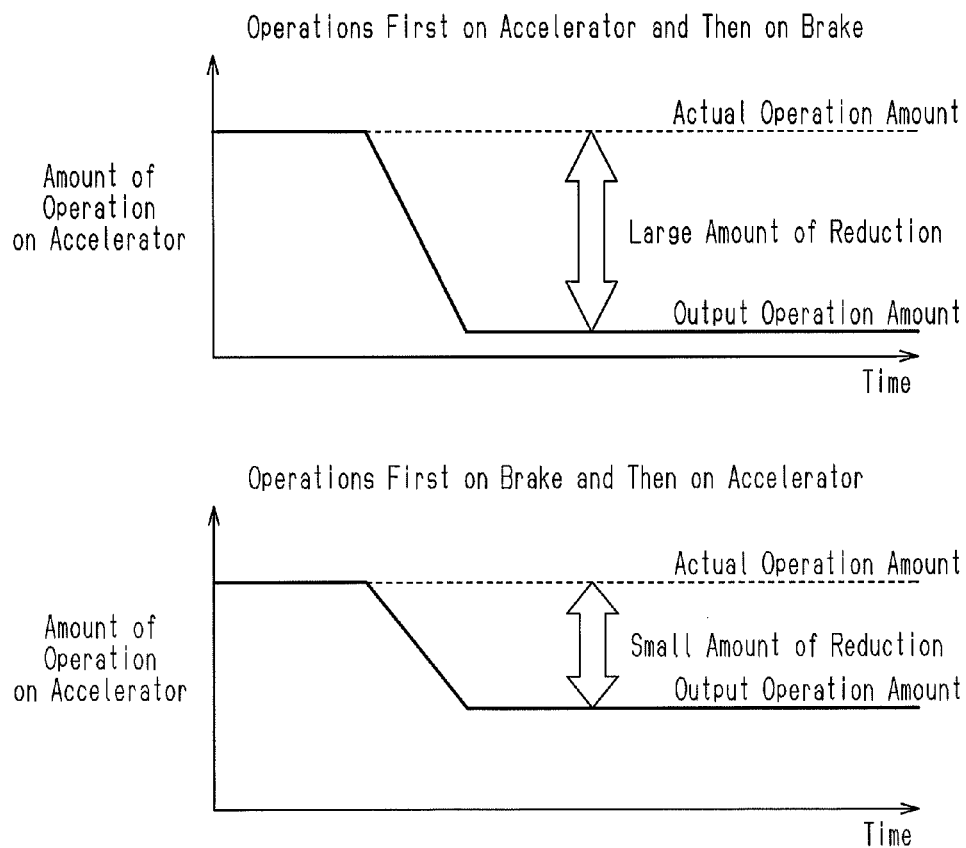 Operations First on Accelerator and Then on Brake
Actual Operation Amount
Amount of
Operation
on Accelerator
Large Amount of Reduction
Output Operation Amount
Time
Operations First on Brake and Then on Accelerator
Actual Operation Amount
Amount of
Operation
on Accelerator
Small Amount of Reduction
Output Operation Amount
Time